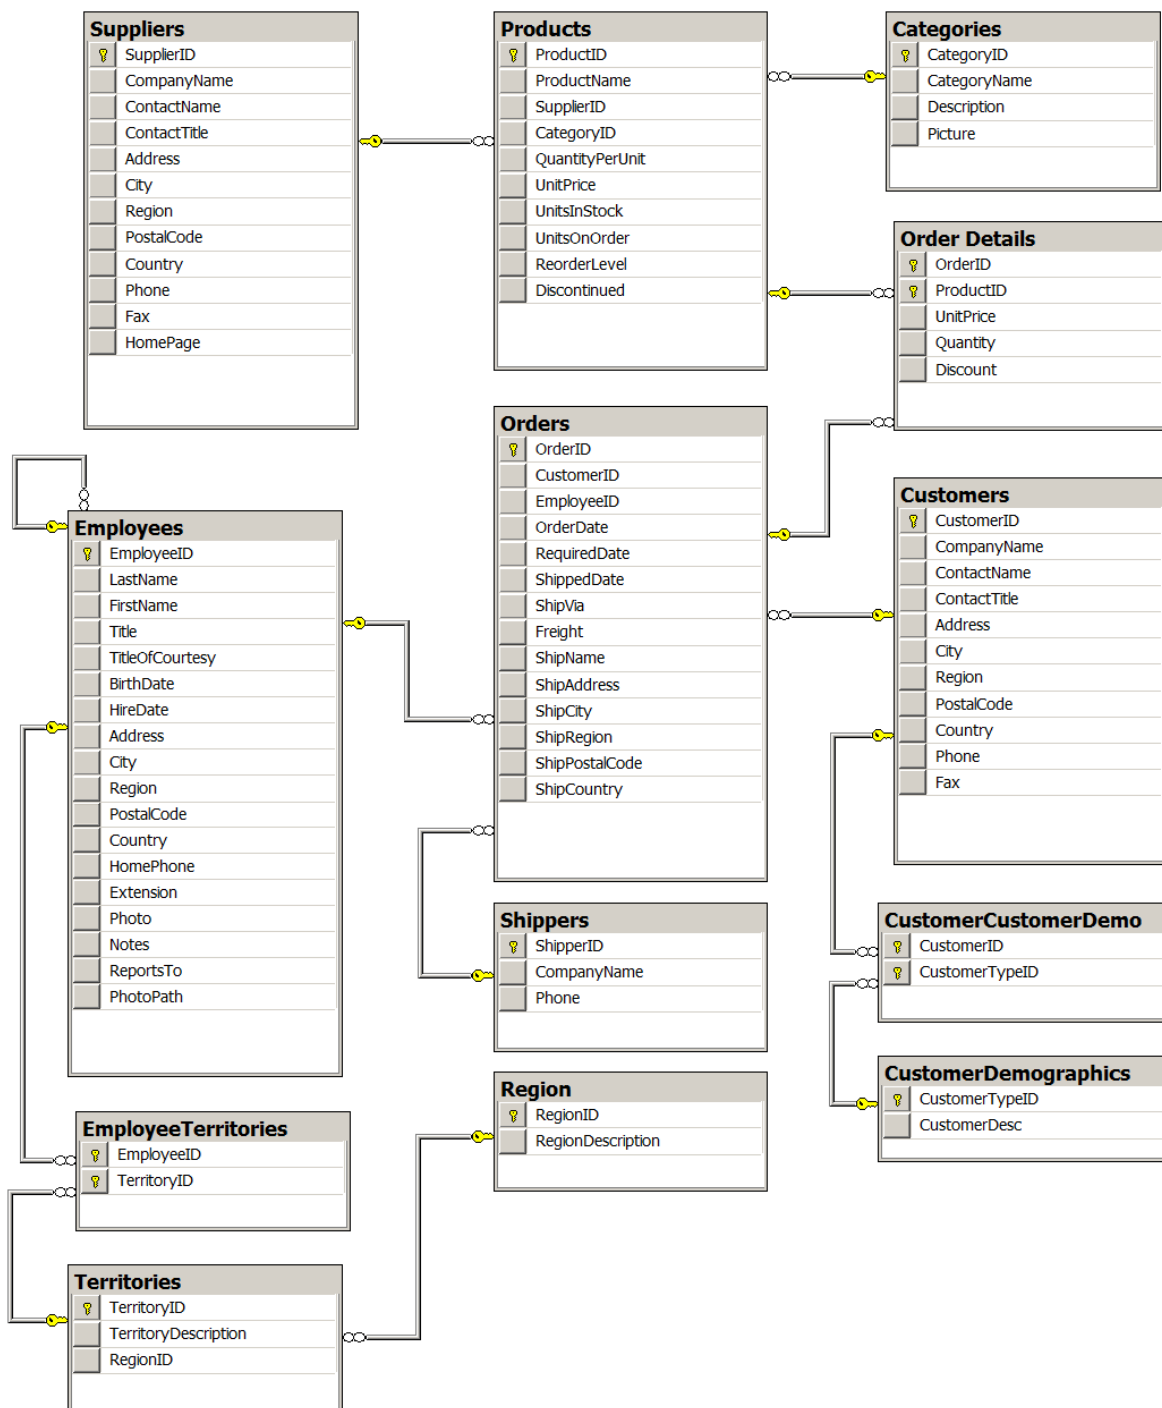 Suppliers
SupplierID
CompanyName
ContactName
ContactTitle
Address
City
Region
PostalCode
Country
Phone
Fax
HomePage
Products
ProductID
ProductName
SupplierID
CategoryID
QuantityPerUnit
UnitPrice
UnitsInStock
UnitsOnOrder
ReorderLevel
Discontinued
Categories
CategoryID
CategoryName
Description
Picture
Order Details
OrderID
ProductID
UnitPrice
Quantity
Discount
Employees
EmployeeID
LastName
FirstName
Title
TitleOfCourtesy
BirthDate
HireDate
Address
City
Region
PostalCode
Country
HomePhone
Extension
Photo
Notes
ReportsTo
PhotoPath
Orders
OrderID
CustomerID
EmployeeID
OrderDate
RequiredDate
ShippedDate
ShipVia
Freight
ShipName
ShipAddress
ShipCity
ShipRegion
ShipPostalCode
ShipCountry
Customers
CustomerID
CompanyName
ContactName
ContactTitle
Address
City
Region
PostalCode
Country
Phone
Fax
Shippers
ShipperID
CompanyName
Phone
CustomerCustomerDemo
CustomerID
CustomerTypeID
Region
RegionID
RegionDescription
CustomerDemographics
CustomerTypeID
CustomerDesc
EmployeeTerritories
EmployeeID
TerritoryID
Territories
TerritoryID
TerritoryDescription
RegionID